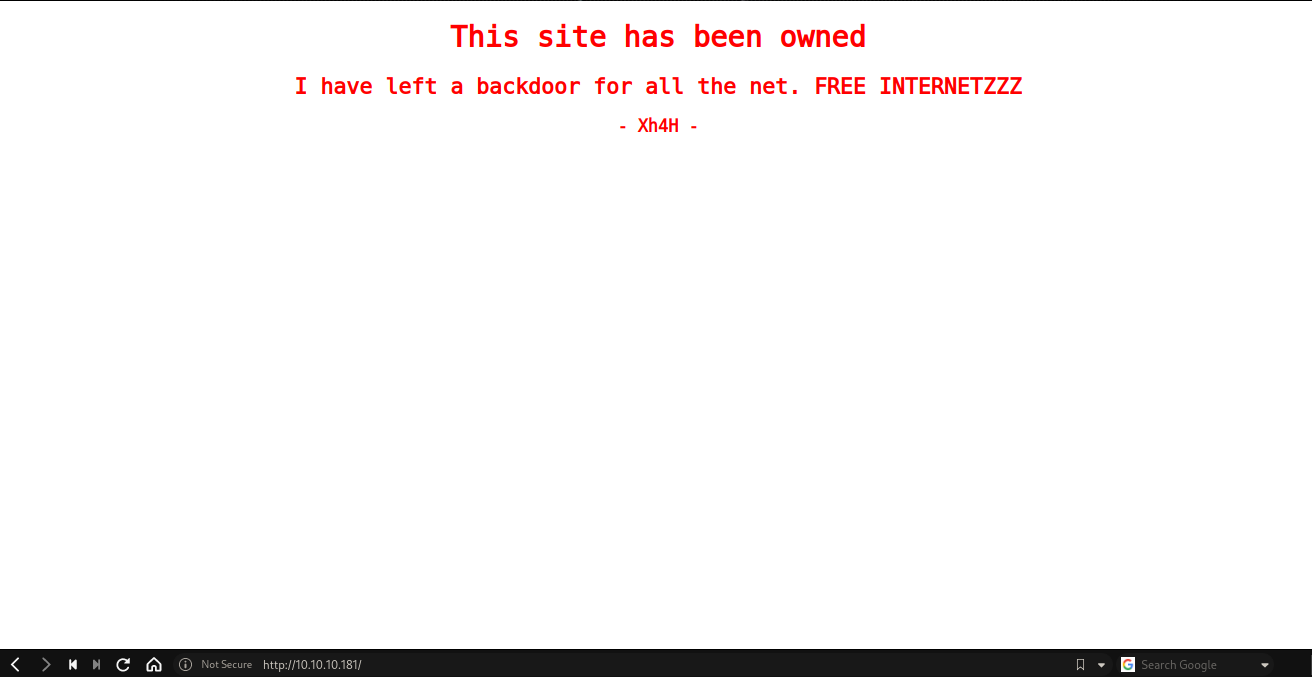 This site has been owned
I have left a backdoor for all the net. FREE INTERNETZZZ
- Xh4H -
Not Secure http://10.10.10.181/ Search Google